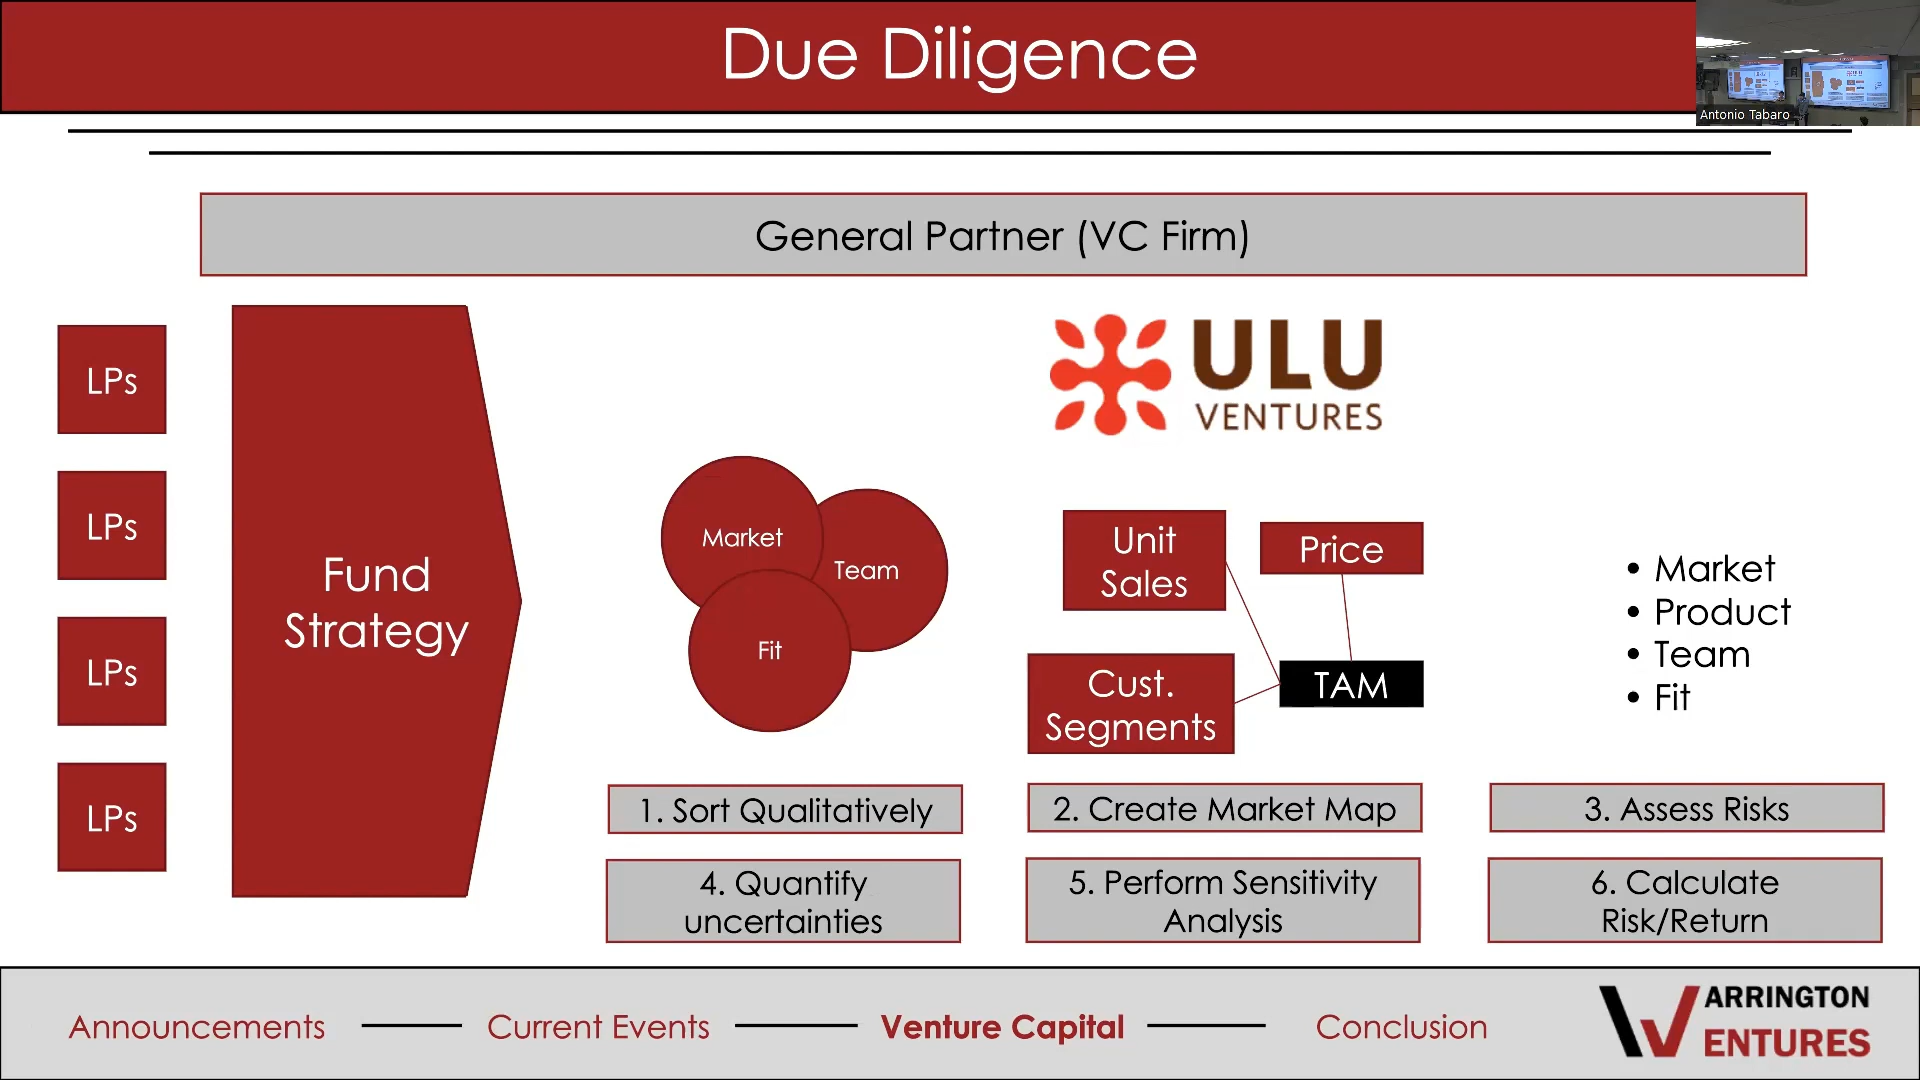 Due Diligence
Antonio Tabaro
General Partner (VC Firm)
LPs
LPs
LPs
LPs
Fund
Strategy
Market
Team
Fit
ULU
VENTURES
Unit
Sales
Price
Cust.
Segments
TAM
• Market
• Product
• Team
• Fit
1. Sort Qualitatively
2. Create Market Map
3. Assess Risks
4. Quantify
uncertainties
5. Perform Sensitivity
Analysis
6. Calculate
Risk/Return
Announcements
Current Events
Venture Capital
Conclusion
WARRINGTON
VENTURES